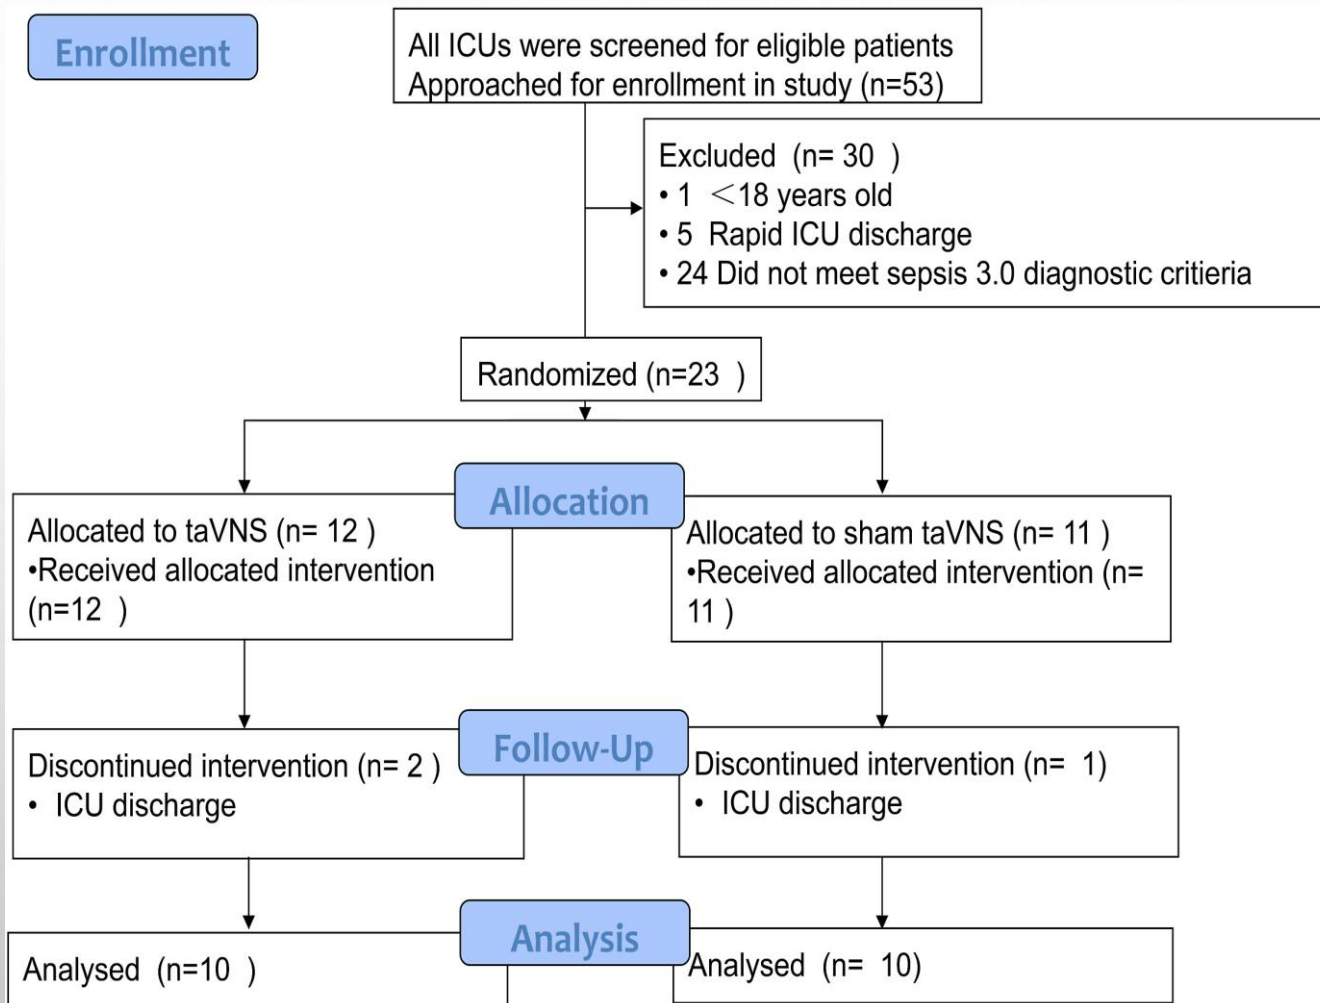 Enrollment
All ICUs were screened for eligible patients
Approached for enrollment in study (n=53)
Excluded (n= 30 )
• 1 <18 years old
• 5 Rapid ICU discharge
• 24 Did not meet sepsis 3.0 diagnostic critieria
Randomized (n=23 )
Allocation
Allocated to taVNS (n= 12 )
•Received allocated intervention
(n=12 )
Allocated to sham taVNS (n= 11 )
•Received allocated intervention (n=
11 )
Follow-Up
Discontinued intervention (n= 2 )
• ICU discharge
Discontinued intervention (n= 1)
• ICU discharge
Analysis
Analysed (n=10 )
Analysed (n= 10)